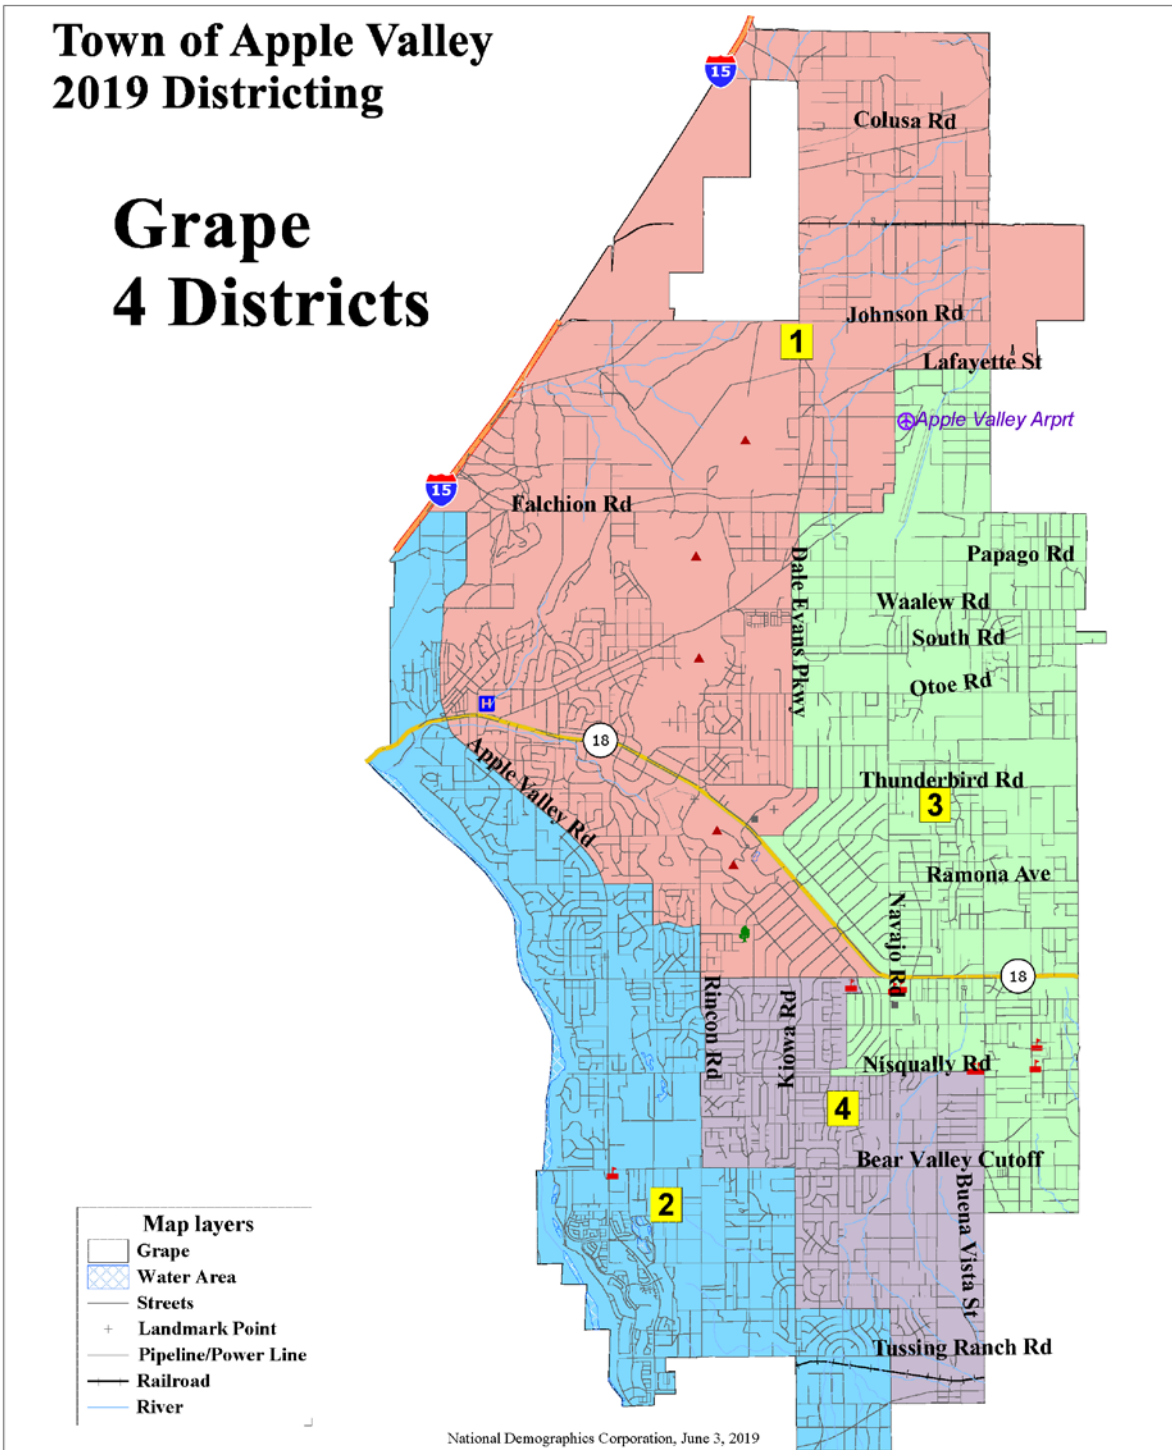 Town of Apple Valley
2019 Districting
Grape
4 Districts
15
Colusa Rd
Johnson Rd
1
Lafayette St
Apple Valley Arprt
15
Falchion Rd
Papago Rd
Dale Evans Pkwy
Waalew Rd
South Rd
Otoe Rd
H
18
Apple Valley Rd
Thunderbird Rd
3
Ramona Ave
Navajo Rd
18
Rincon Rd
Kiowa Rd
Nisqually Rd
4
Bear Valley Cutoff
2
Buena Vista St
Tussing Ranch Rd
Map layers
Grape
Water Area
Streets
Landmark Point
Pipeline/Power Line
Railroad
River
National Demographics Corporation, June 3, 2019